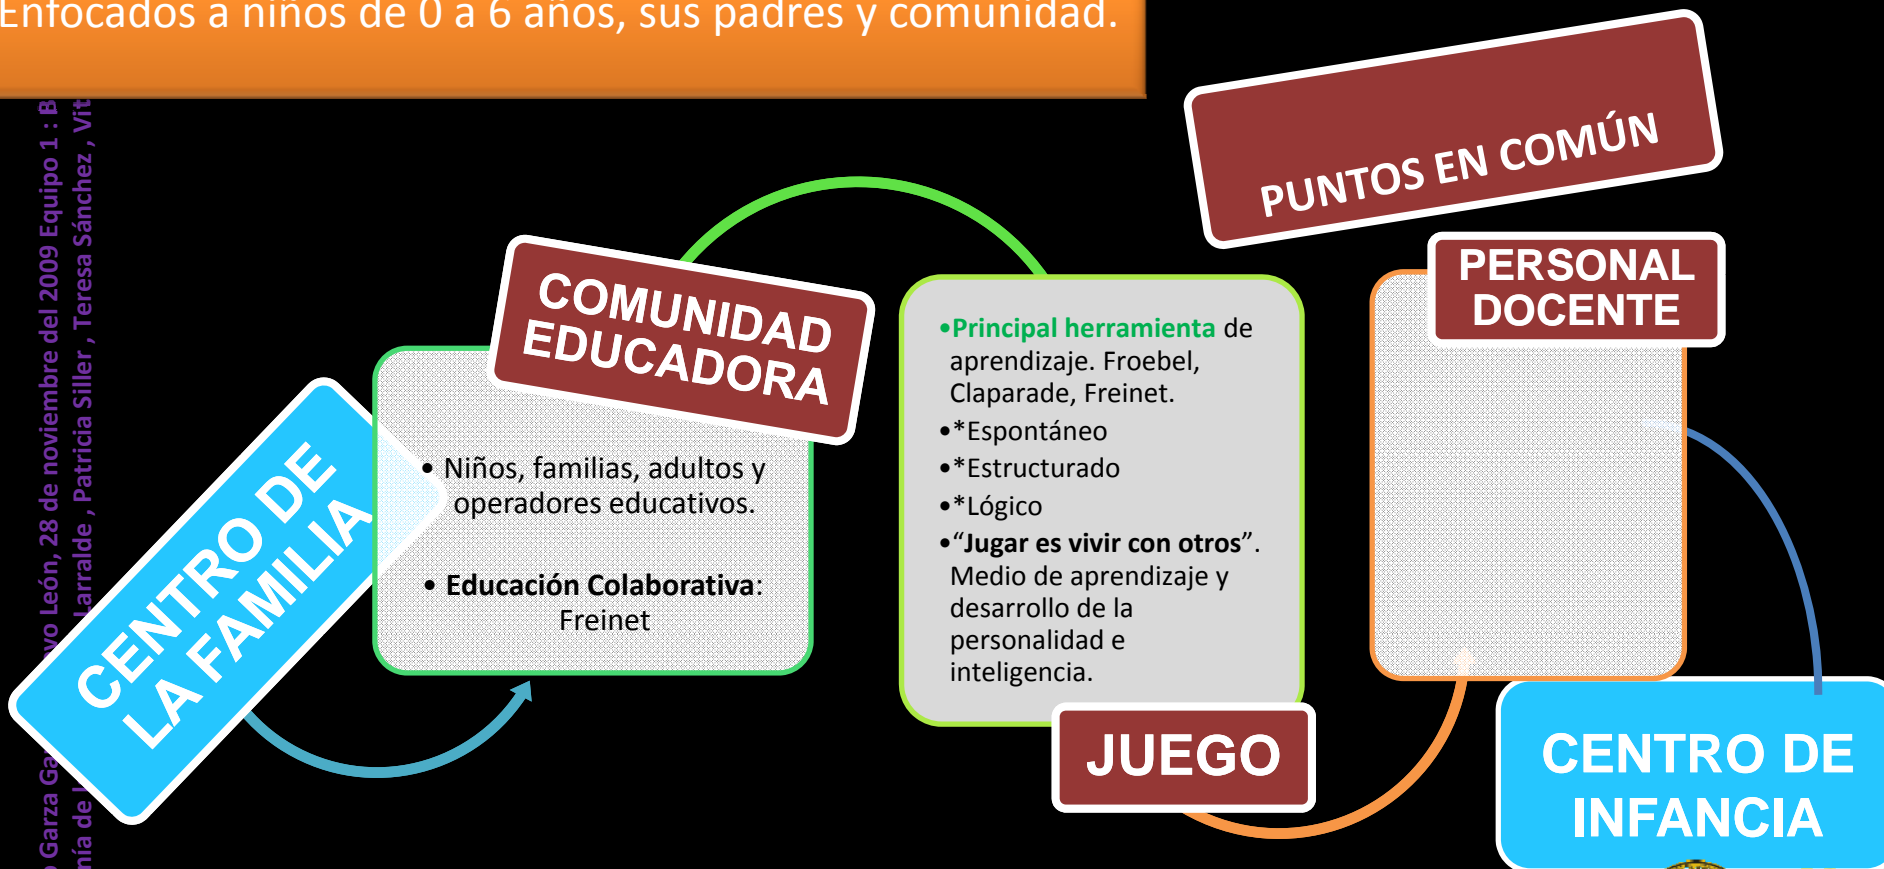 Enfocados a niños de 0 a 6 años, sus padres y comunidad.
PUNTOS EN COMÚN
COMUNIDAD
EDUCADORA
PERSONAL
DOCENTE
CENTRO DE
LA FAMILIA
• Niños, familias, adultos y
operadores educativos.
• Educación Colaborativa:
Freinet
•Principal herramienta de
aprendizaje. Froebel,
Claparade, Freinet.
•*Espontáneo
•*Estructurado
•*Lógico
•“Jugar es vivir con otros”.
Medio de aprendizaje y
desarrollo de la
personalidad e
inteligencia.
JUEGO
CENTRO DE
INFANCIA
Garza León, 28 de noviembre del 2009 Equipo 1 :
de Larralde , Patricia Siller , Teresa Sánchez ,